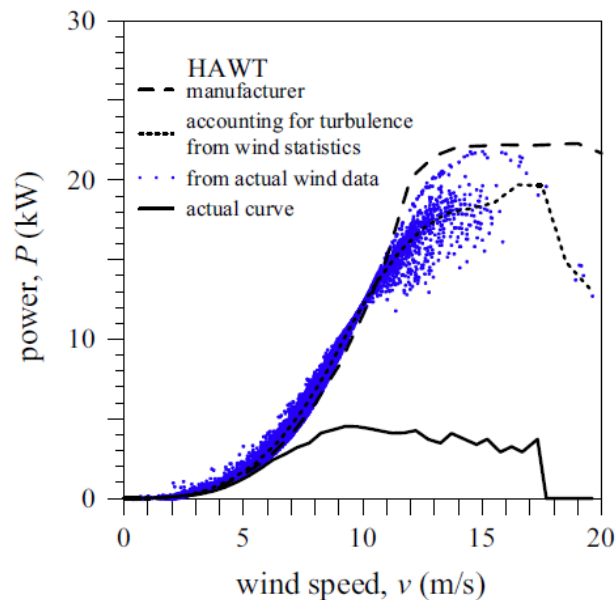 30
20
10
0
power, P (kW)
HAWT
manufacturer
accounting for turbulence
from wind statistics
from actual wind data
actual curve
0 5 10 15 20
wind speed, v (m/s)